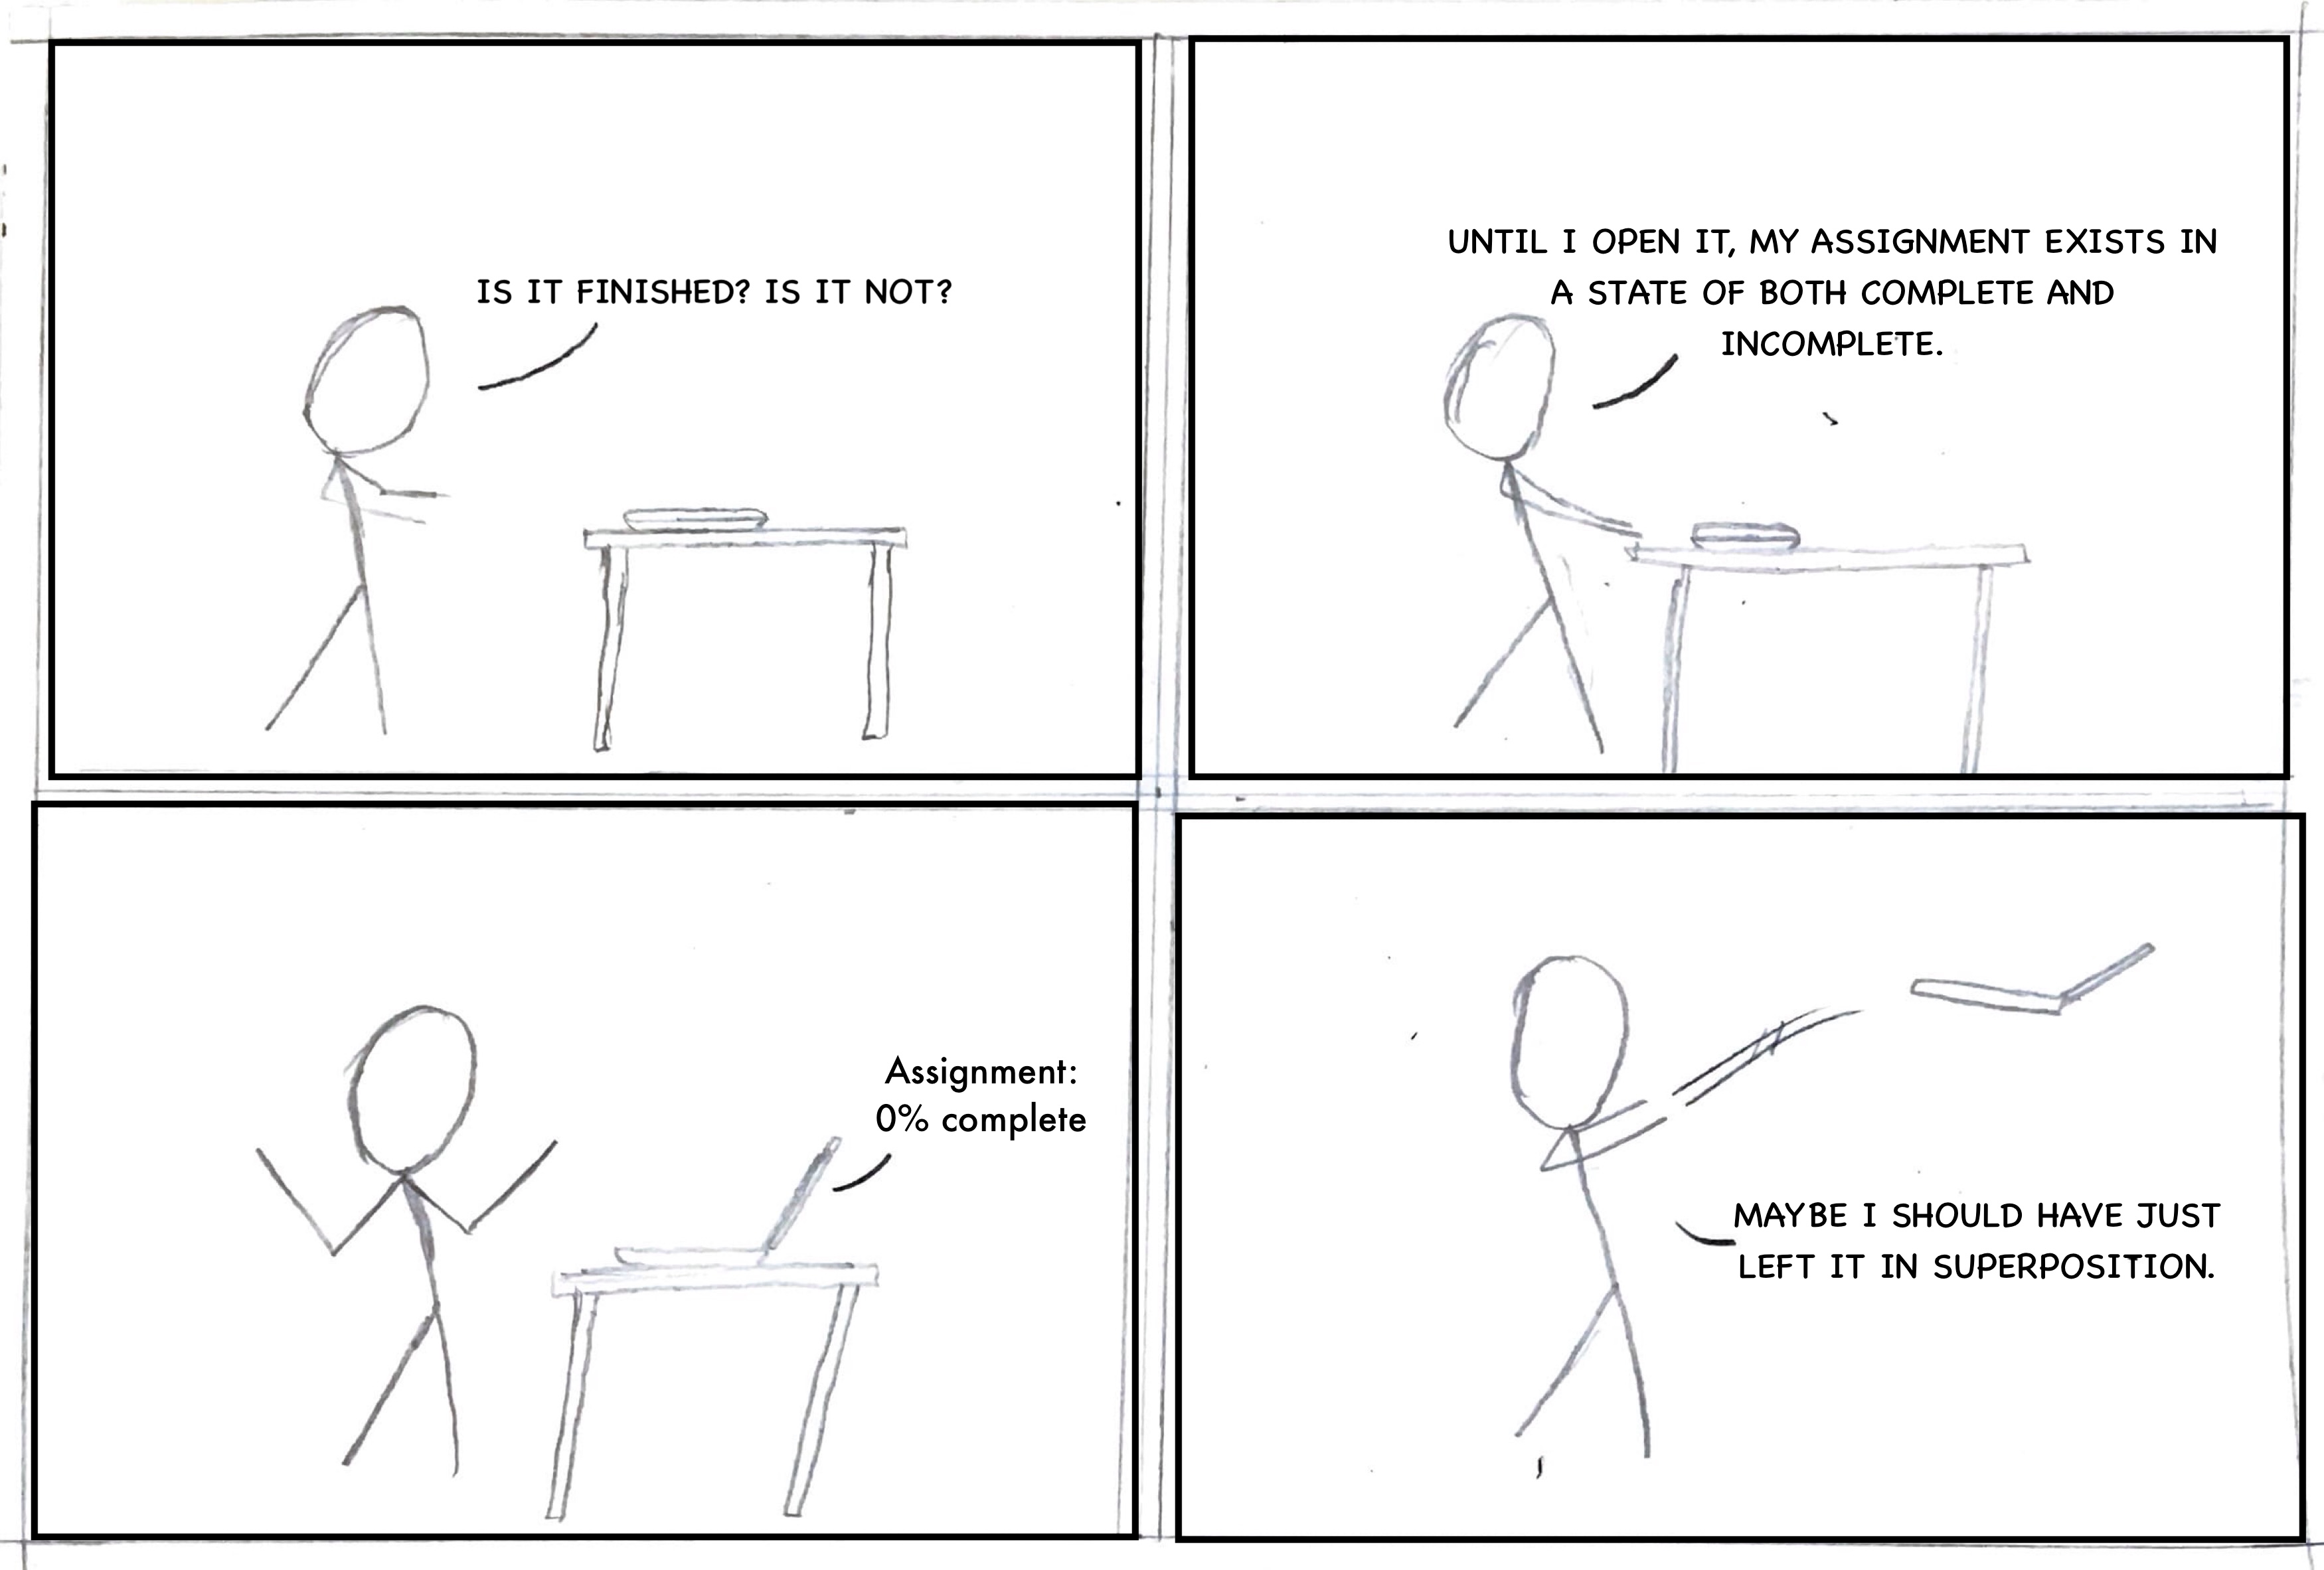 IS IT FINISHED? IS IT NOT?
UNTIL I OPEN IT, MY ASSIGNMENT EXISTS IN
A STATE OF BOTH COMPLETE AND
INCOMPLETE.
Assignment:
0% complete
MAYBE I SHOULD HAVE JUST
LEFT IT IN SUPERPOSITION.